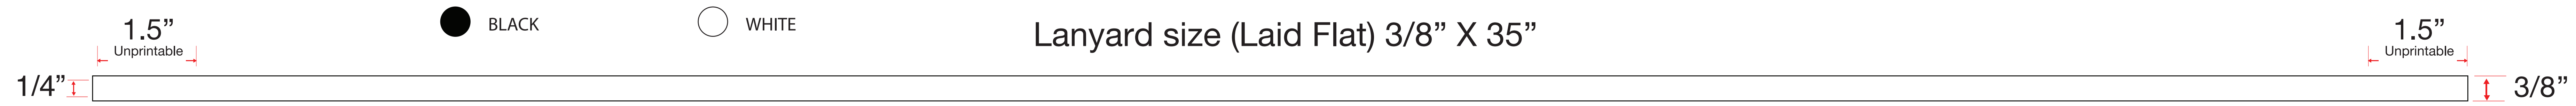 1.5”
Unprintable
BLACK
WHITE
Lanyard size (Laid Flat) 3/8” X 35”
1.5”
Unprintable
1/4”
3/8”